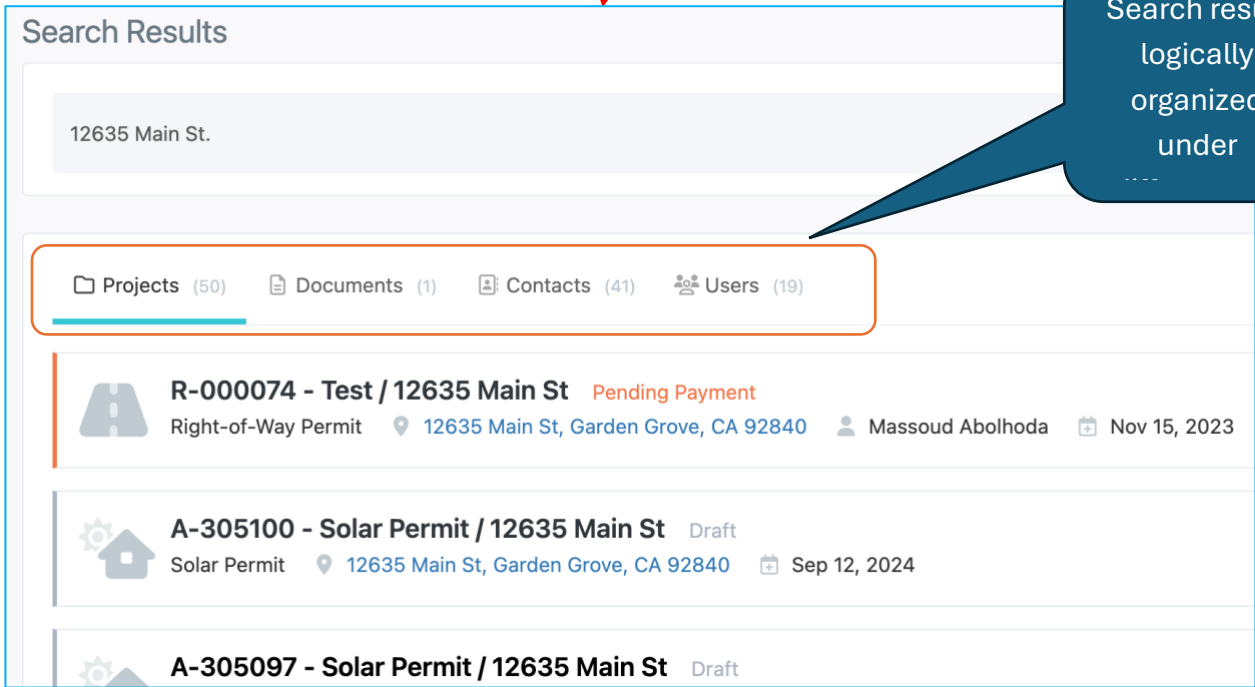 Search Results
12635 Main St.
Search
logically
organized
under
Projects (50) Documents (1) Contacts (41) Users (19)
R-000074 - Test / 12635 Main St Pending Payment
Right-of-Way Permit 12635 Main St, Garden Grove, CA 92840 Massoud Abolhoda Nov 15, 2023
A-305100 - Solar Permit / 12635 Main St Draft
Solar Permit 12635 Main St, Garden Grove, CA 92840 Sep 12, 2024
A-305097 - Solar Permit / 12635 Main St Draft